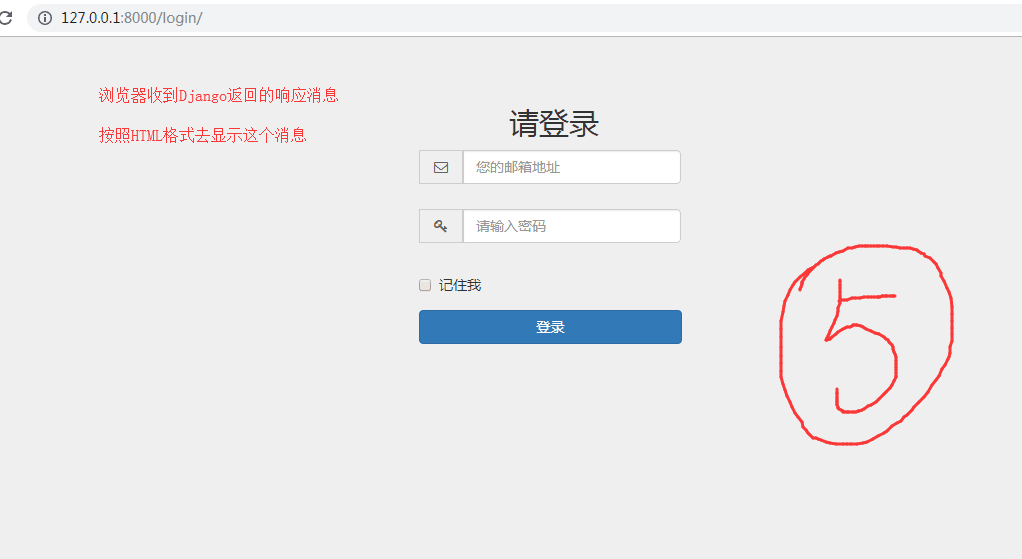 127.0.0.1:8000/login/
浏览器收到Django返回的响应消息
按照HTML格式去显示这个消息
请登录
您的邮箱地址
请输入密码
记住我
登录
5